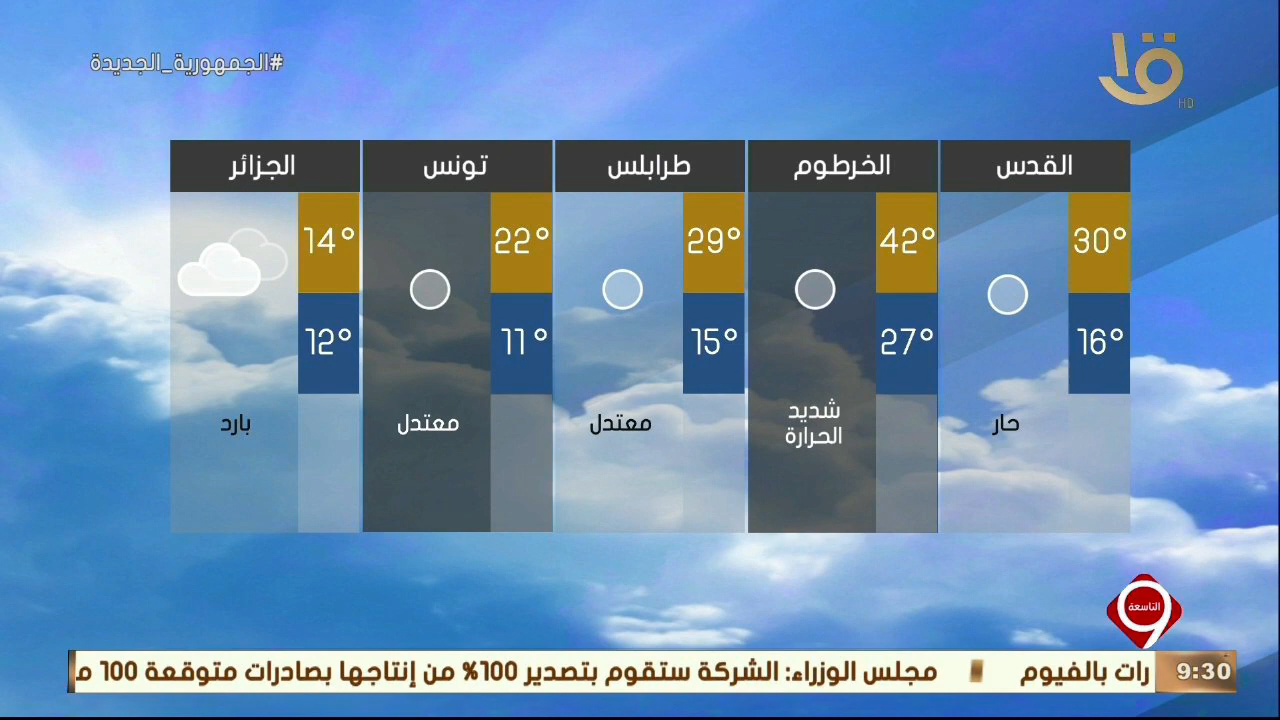 #الجمهورية_الجديدة
HD
القدس
30°
16°
حار
الخرطوم
42°
27°
شديد
الحرارة
طرابلس
29°
15°
معتدل
تونس
22°
11°
معتدل
الجزائر
14°
12°
بارد
التاسعة
9
9:30
رات بالفيوم
مجلس الوزراء: الشركة ستقوم بتصدير 100% من إنتاجها بصادرات متوقعة 100 م